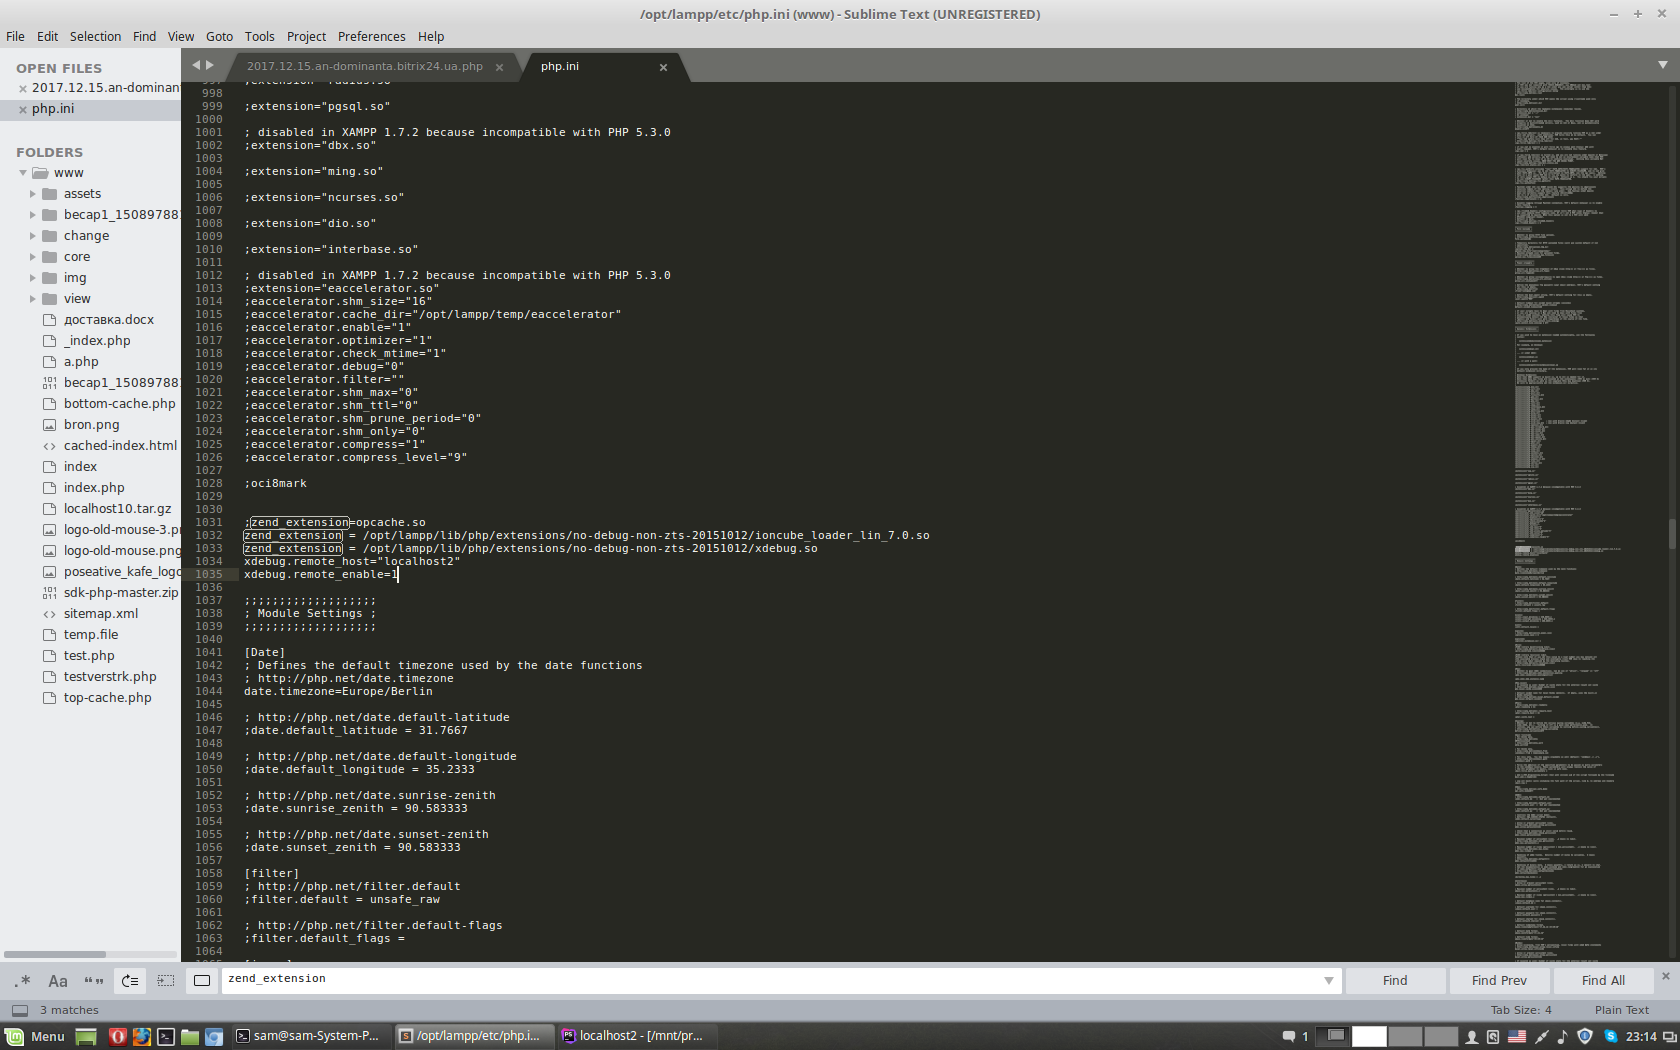 /opt/lampp/etc/php.ini (www) - Sublime Text (UNREGISTERED)
File Edit Selection Find View Goto Tools Project Preferences Help
OPEN FILES
2017.12.15.an-dominan
php.ini
FOLDERS
www
assets
becap1_15089788
change
core
img
view
доставка.docx
_index.php
a.php
becap1_15089788
bottom-cache.php
bron.png
cached-index.html
index
index.php
localhost10.tar.gz
logo-old-mouse-3.p
logo-old-mouse.png
poseative_kafe_logo
sdk-php-master.zip
sitemap.xml
temp.file
test.php
testverstrk.php
top-cache.php
2017.12.15.an-dominanta.bitrix24.ua.php
php.ini
998
999 ;extension="pgsql.so"
1000
1001 ; disabled in XAMPP 1.7.2 because incompatible with PHP 5.3.0
1002 ;extension="dbx.so"
1003
1004 ;extension="ming.so"
1005
1006 ;extension="ncurses.so"
1007
1008 ;extension="dio.so"
1009
1010 ;extension="interbase.so"
1011
1012 ; disabled in XAMPP 1.7.2 because incompatible with PHP 5.3.0
1013 ;extension="eaccelerator.so"
1014 ;eaccelerator.shm_size="16"
1015 ;eaccelerator.cache_dir="/opt/lampp/temp/eaccelerator"
1016 ;eaccelerator.enable="1"
1017 ;eaccelerator.optimizer="1"
1018 ;eaccelerator.check_mtime="1"
1019 ;eaccelerator.debug="0"
1020 ;eaccelerator.filter=""
1021 ;eaccelerator.shm_max="0"
1022 ;eaccelerator.shm_ttl="0"
1023 ;eaccelerator.shm_prune_period="0"
1024 ;eaccelerator.shm_only="0"
1025 ;eaccelerator.compress="1"
1026 ;eaccelerator.compress_level="9"
1027
1028 ;oci8mark
1029
1030
1031 ;zend_extension=opcache.so
1032 zend_extension = /opt/lampp/lib/php/extensions/no-debug-non-zts-20151012/ioncube_loader_lin_7.0.so
1033 zend_extension = /opt/lampp/lib/php/extensions/no-debug-non-zts-20151012/xdebug.so
1034 xdebug.remote_host="localhost2"
1035 xdebug.remote_enable=1
1036
1037 ;;;;;;;;;;;;;;;;;;;
1038 ; Module Settings ;
1039 ;;;;;;;;;;;;;;;;;;;
1040
1041 [Date]
1042 ; Defines the default timezone used by the date functions
1043 ; http://php.net/date.timezone
1044 date.timezone=Europe/Berlin
1045
1046 ; http://php.net/date.default-latitude
1047 ;date.default_latitude = 31.7667
1048
1049 ; http://php.net/date.default-longitude
1050 ;date.default_longitude = 35.2333
1051
1052 ; http://php.net/date.sunrise-zenith
1053 ;date.sunrise_zenith = 90.583333
1054
1055 ; http://php.net/date.sunset-zenith
1056 ;date.sunset_zenith = 90.583333
1057
1058 [filter]
1059 ; http://php.net/filter.default
1060 ;filter.default = unsafe_raw
1061
1062 ; http://php.net/filter.default-flags
1063 ;filter.default_flags =
1064
.* Aa zend_extension Find Find Prev Find All
3 matches Tab Size: 4 Plain Text
Menu sam@sam-System-P... /opt/lampp/etc/php.i... localhost2 - [/mnt/pr... 1 23:14